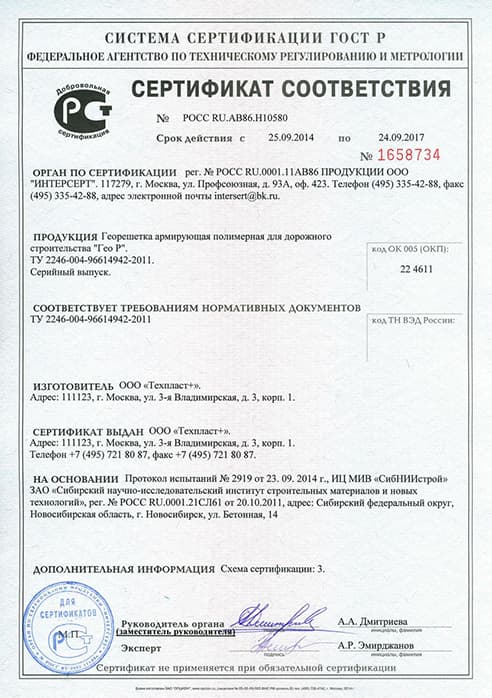 СИСТЕМА СЕРТИФИКАЦИИ ГОСТ Р
ФЕДЕРАЛЬНОЕ АГЕНТСТВО ПО ТЕХНИЧЕСКОМУ РЕГУЛИРОВАНИЮ И МЕТРОЛОГИИ
Добровольная
сертификация
СЕРТИФИКАТ СООТВЕТСТВИЯ
№ РОСС RU.АВ86.Н10580
Срок действия с 25.09.2014 по 24.09.2017
№ 1658734
ОРГАН ПО СЕРТИФИКАЦИИ рег. № РОСС RU.0001.11АВ86 ПРОДУКЦИИ ООО
"ИНТЕРСЕРТ". 117279, г. Москва, ул. Профсоюзная, д. 93А, оф. 423. Телефон (495) 335-42-88, факс
(495) 335-42-88, адрес электронной почты intersert@bk.ru.
ПРОДУКЦИЯ Георешетка армирующая полимерная для дорожного
строительства "Гео Р".
ТУ 2246-004-96614942-2011.
Серийный выпуск.
код ОК 005 (ОКП):
22 4611
СООТВЕТСТВУЕТ ТРЕБОВАНИЯМ НОРМАТИВНЫХ ДОКУМЕНТОВ
ТУ 2246-004-96614942-2011
код ТН ВЭД России:
ИЗГОТОВИТЕЛЬ ООО «Техпласт+».
Адрес: 111123, г. Москва, ул. 3-я Владимирская, д. 3, корп. 1.
СЕРТИФИКАТ ВЫДАН ООО «Техпласт+».
Адрес: 111123, г. Москва, ул. 3-я Владимирская, д. 3, корп. 1.
Телефон +7 (495) 721 80 87, факс +7 (495) 721 80 87.
НА ОСНОВАНИИ Протокол испытаний № 2919 от 23. 09. 2014 г., ИЦ МИВ «СибНИИстрой»
ЗАО «Сибирский научно-исследовательский институт строительных материалов и новых
технологий», рег. № РОСС RU.0001.21СЛ61 от 20.10.2011, адрес: Сибирский федеральный округ,
Новосибирская область, г. Новосибирск, ул. Бетонная, 14
ДОПОЛНИТЕЛЬНАЯ ИНФОРМАЦИЯ Схема сертификации: 3.
ДЛЯ
СЕРТИФИКАТОВ
М.П.
Руководитель органа
(заместитель руководителя)
А.А. Дмитриева
инициалы, фамилия
Эксперт
подпись
А.Р. Эмирджанов
инициалы, фамилия
Сертификат не применяется при обязательной сертификации